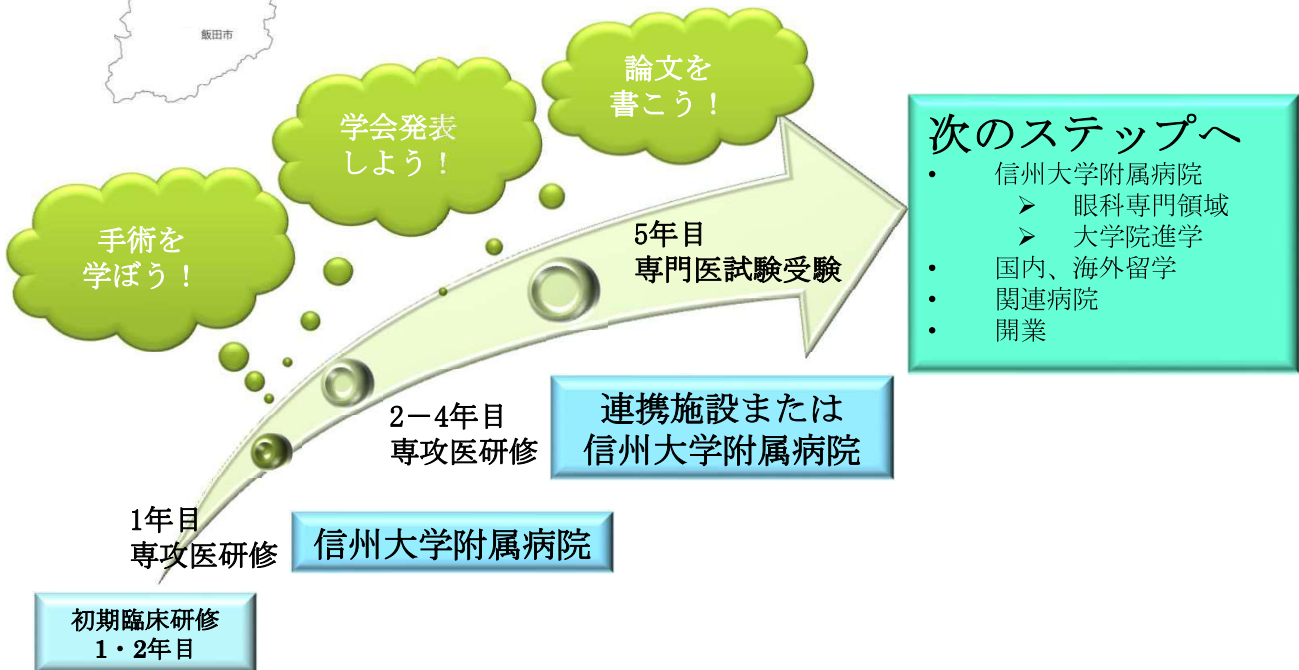 飯田市
論文を
書こう！
学会発表
しよう！
手術を
学ぼう！
次のステップへ
• 信州大学附属病院
➢ 眼科専門領域
➢ 大学院進学
• 国内、海外留学
• 関連病院
• 開業
5年目
専門医試験受験
2－4年目
専攻医研修
連携施設または
信州大学附属病院
1年目
専攻医研修
信州大学附属病院
初期臨床研修
1・2年目